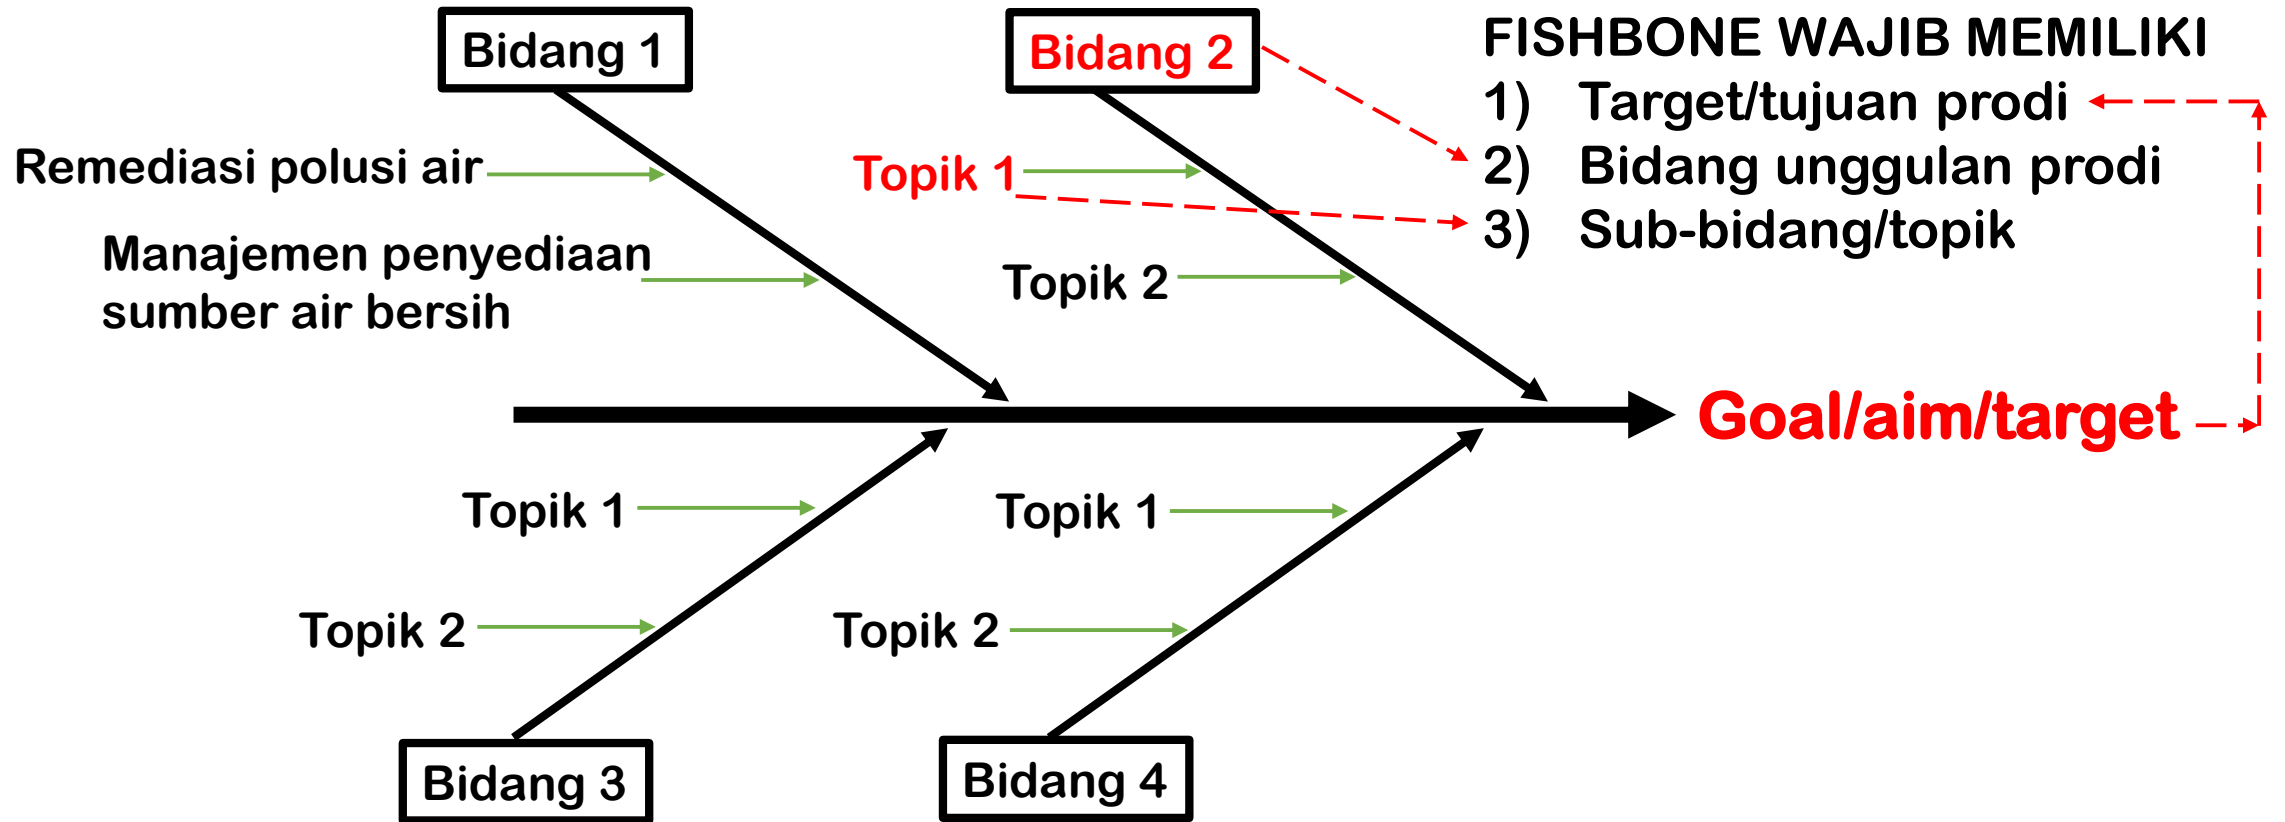 Bidang 1
Bidang 2
FISHBONE WAJIB MEMILIKI
1) Target/tujuan prodi
2) Bidang unggulan prodi
3) Sub-bidang/topik
Remediasi polusi air
Manajemen penyediaan
sumber air bersih
Topik 1
Topik 2
Goal/aim/target
Topik 1
Topik 1
Topik 2
Topik 2
Bidang 3
Bidang 4